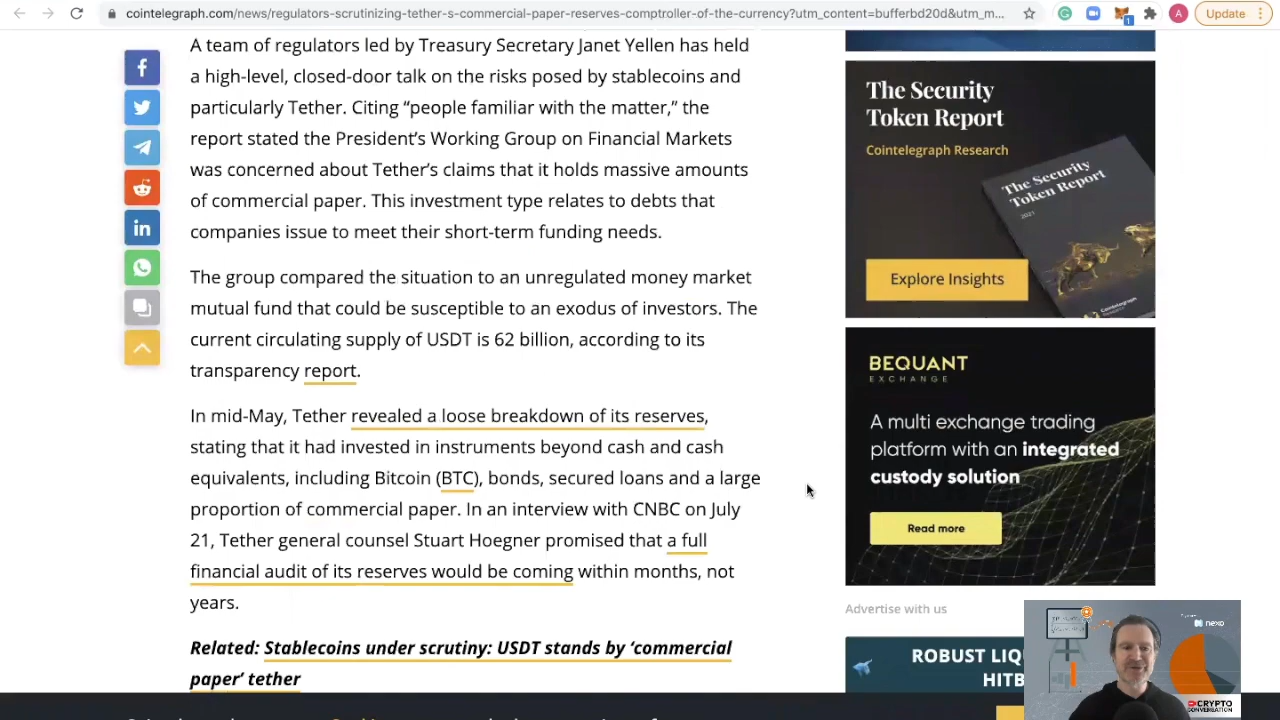 cointelegraph.com/news/regulators-scrutinizing-tether-s-commercial-paper-reserves-comptroller-of-the-currency?utm_content=bufferbd20d&utm_m...
A
Update
A team of regulators led by Treasury Secretary Janet Yellen has held
a high-level, closed-door talk on the risks posed by stablecoins and
particularly Tether. Citing “people familiar with the matter,” the
report stated the President’s Working Group on Financial Markets
was concerned about Tether’s claims that it holds massive amounts
of commercial paper. This investment type relates to debts that
companies issue to meet their short-term funding needs.
The group compared the situation to an unregulated money market
mutual fund that could be susceptible to an exodus of investors. The
current circulating supply of USDT is 62 billion, according to its
transparency report.
In mid-May, Tether revealed a loose breakdown of its reserves,
stating that it had invested in instruments beyond cash and cash
equivalents, including Bitcoin (BTC), bonds, secured loans and a large
proportion of commercial paper. In an interview with CNBC on July
21, Tether general counsel Stuart Hoegner promised that a full
financial audit of its reserves would be coming within months, not
years.
Related: Stablecoins under scrutiny: USDT stands by ‘commercial
paper’ tether
The Security
Token Report
Cointelegraph Research
The Security
Token Report
2021
Explore Insights
BEQUANT
EXCHANGE
A multi exchange trading
platform with an integrated
custody solution
Read more
Advertise with us
ROBUST LIQ
HITB
nexo
CRYPTO
CONVERSATION